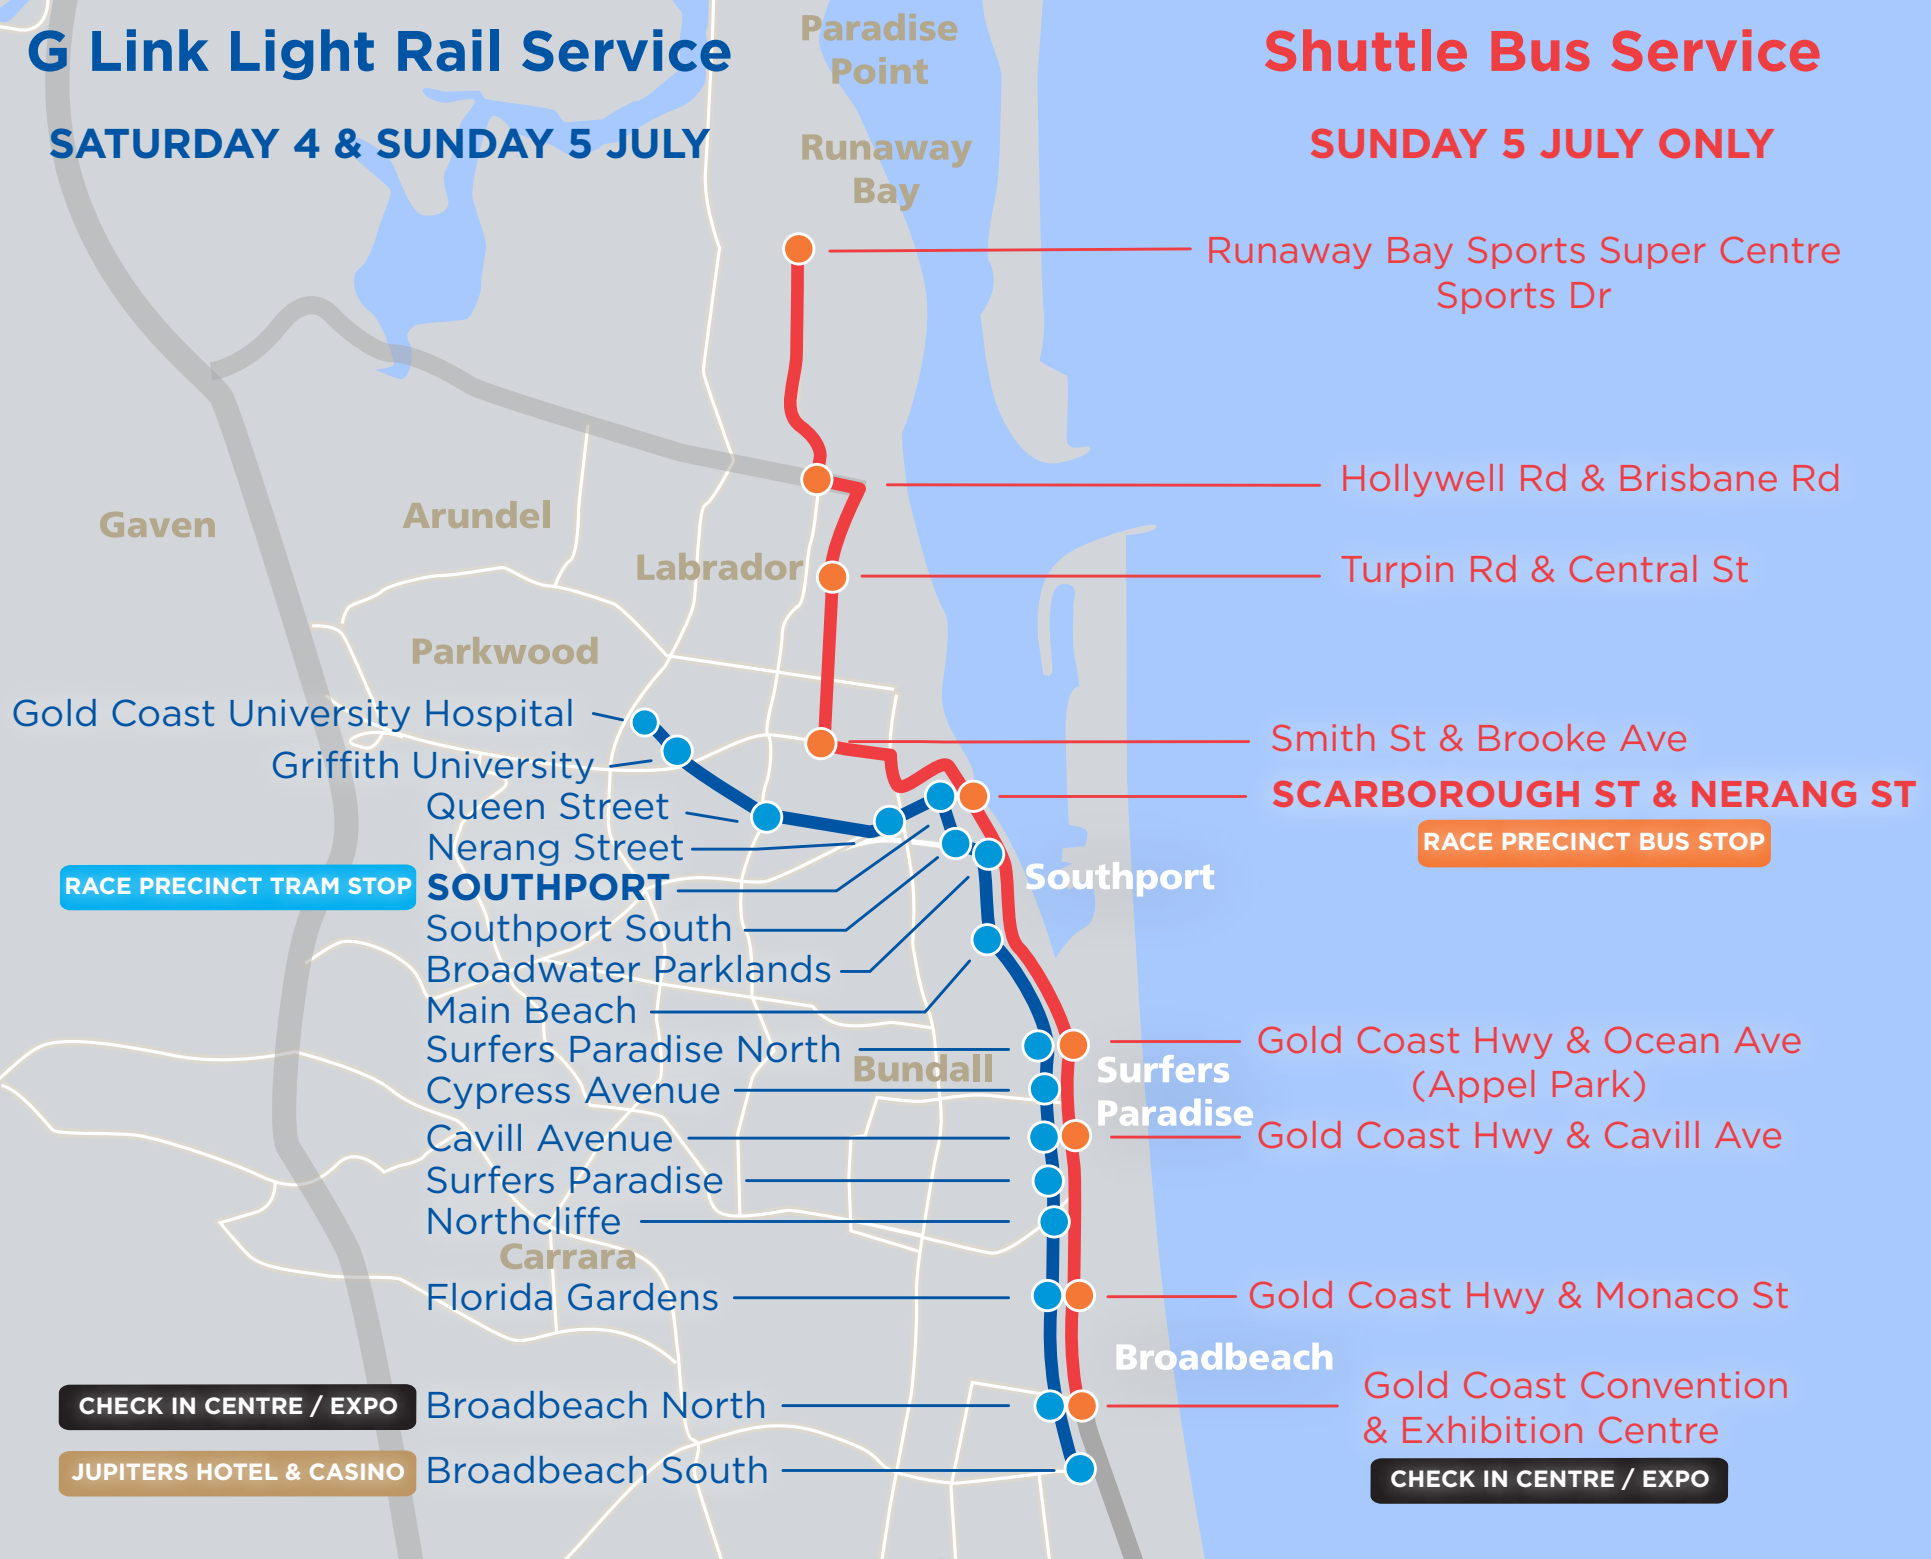 G Link Light Rail Service
SATURDAY 4 & SUNDAY 5 JULY
Shuttle Bus Service
SUNDAY 5 JULY ONLY
Paradise
Point
Runaway
Bay
Runaway Bay Sports Super Centre
Sports Dr
Hollywell Rd & Brisbane Rd
Gaven
Arundel
Labrador
Turpin Rd & Central St
Parkwood
Gold Coast University Hospital
Griffith University
Queen Street
Nerang Street
RACE PRECINCT TRAM STOP
SOUTHPORT
Southport South
Broadwater Parklands
Main Beach
Surfers Paradise North
Cypress Avenue
Cavill Avenue
Surfers Paradise
Northcliffe
Carrara
Florida Gardens
CHECK IN CENTRE / EXPO
Broadbeach North
JUPITERS HOTEL & CASINO
Broadbeach South
Bundall
Smith St & Brooke Ave
SCARBOROUGH ST & NERANG ST
RACE PRECINCT BUS STOP
Southport
Gold Coast Hwy & Ocean Ave
(Appel Park)
Surfers
Paradise
Gold Coast Hwy & Cavill Ave
Gold Coast Hwy & Monaco St
Broadbeach
Gold Coast Convention
& Exhibition Centre
CHECK IN CENTRE / EXPO